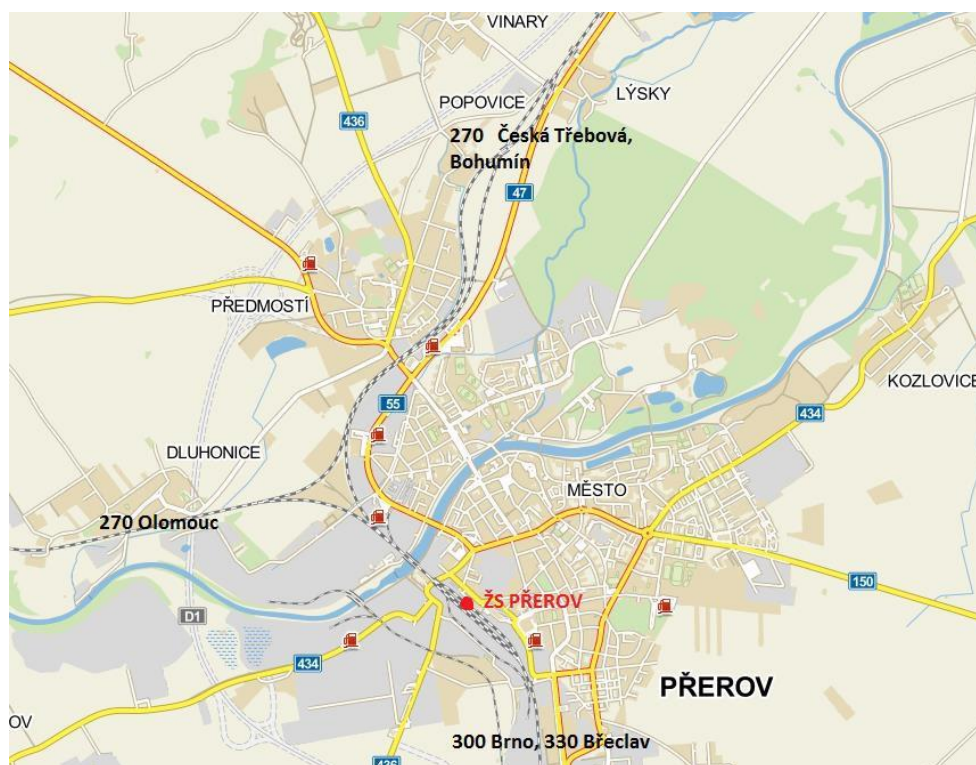 VINARY
LÝSKY
POPOVICE
436
270 Česká Třebová,
Bohumín
47
PŘEDMOSTÍ
KOZLOVICE
55
434
DLUHONICE
MĚSTO
270 Olomouc
150
ŽS PŘEROV
D1
434
PŘEROV
OV
300 Brno, 330 Břeclav
436